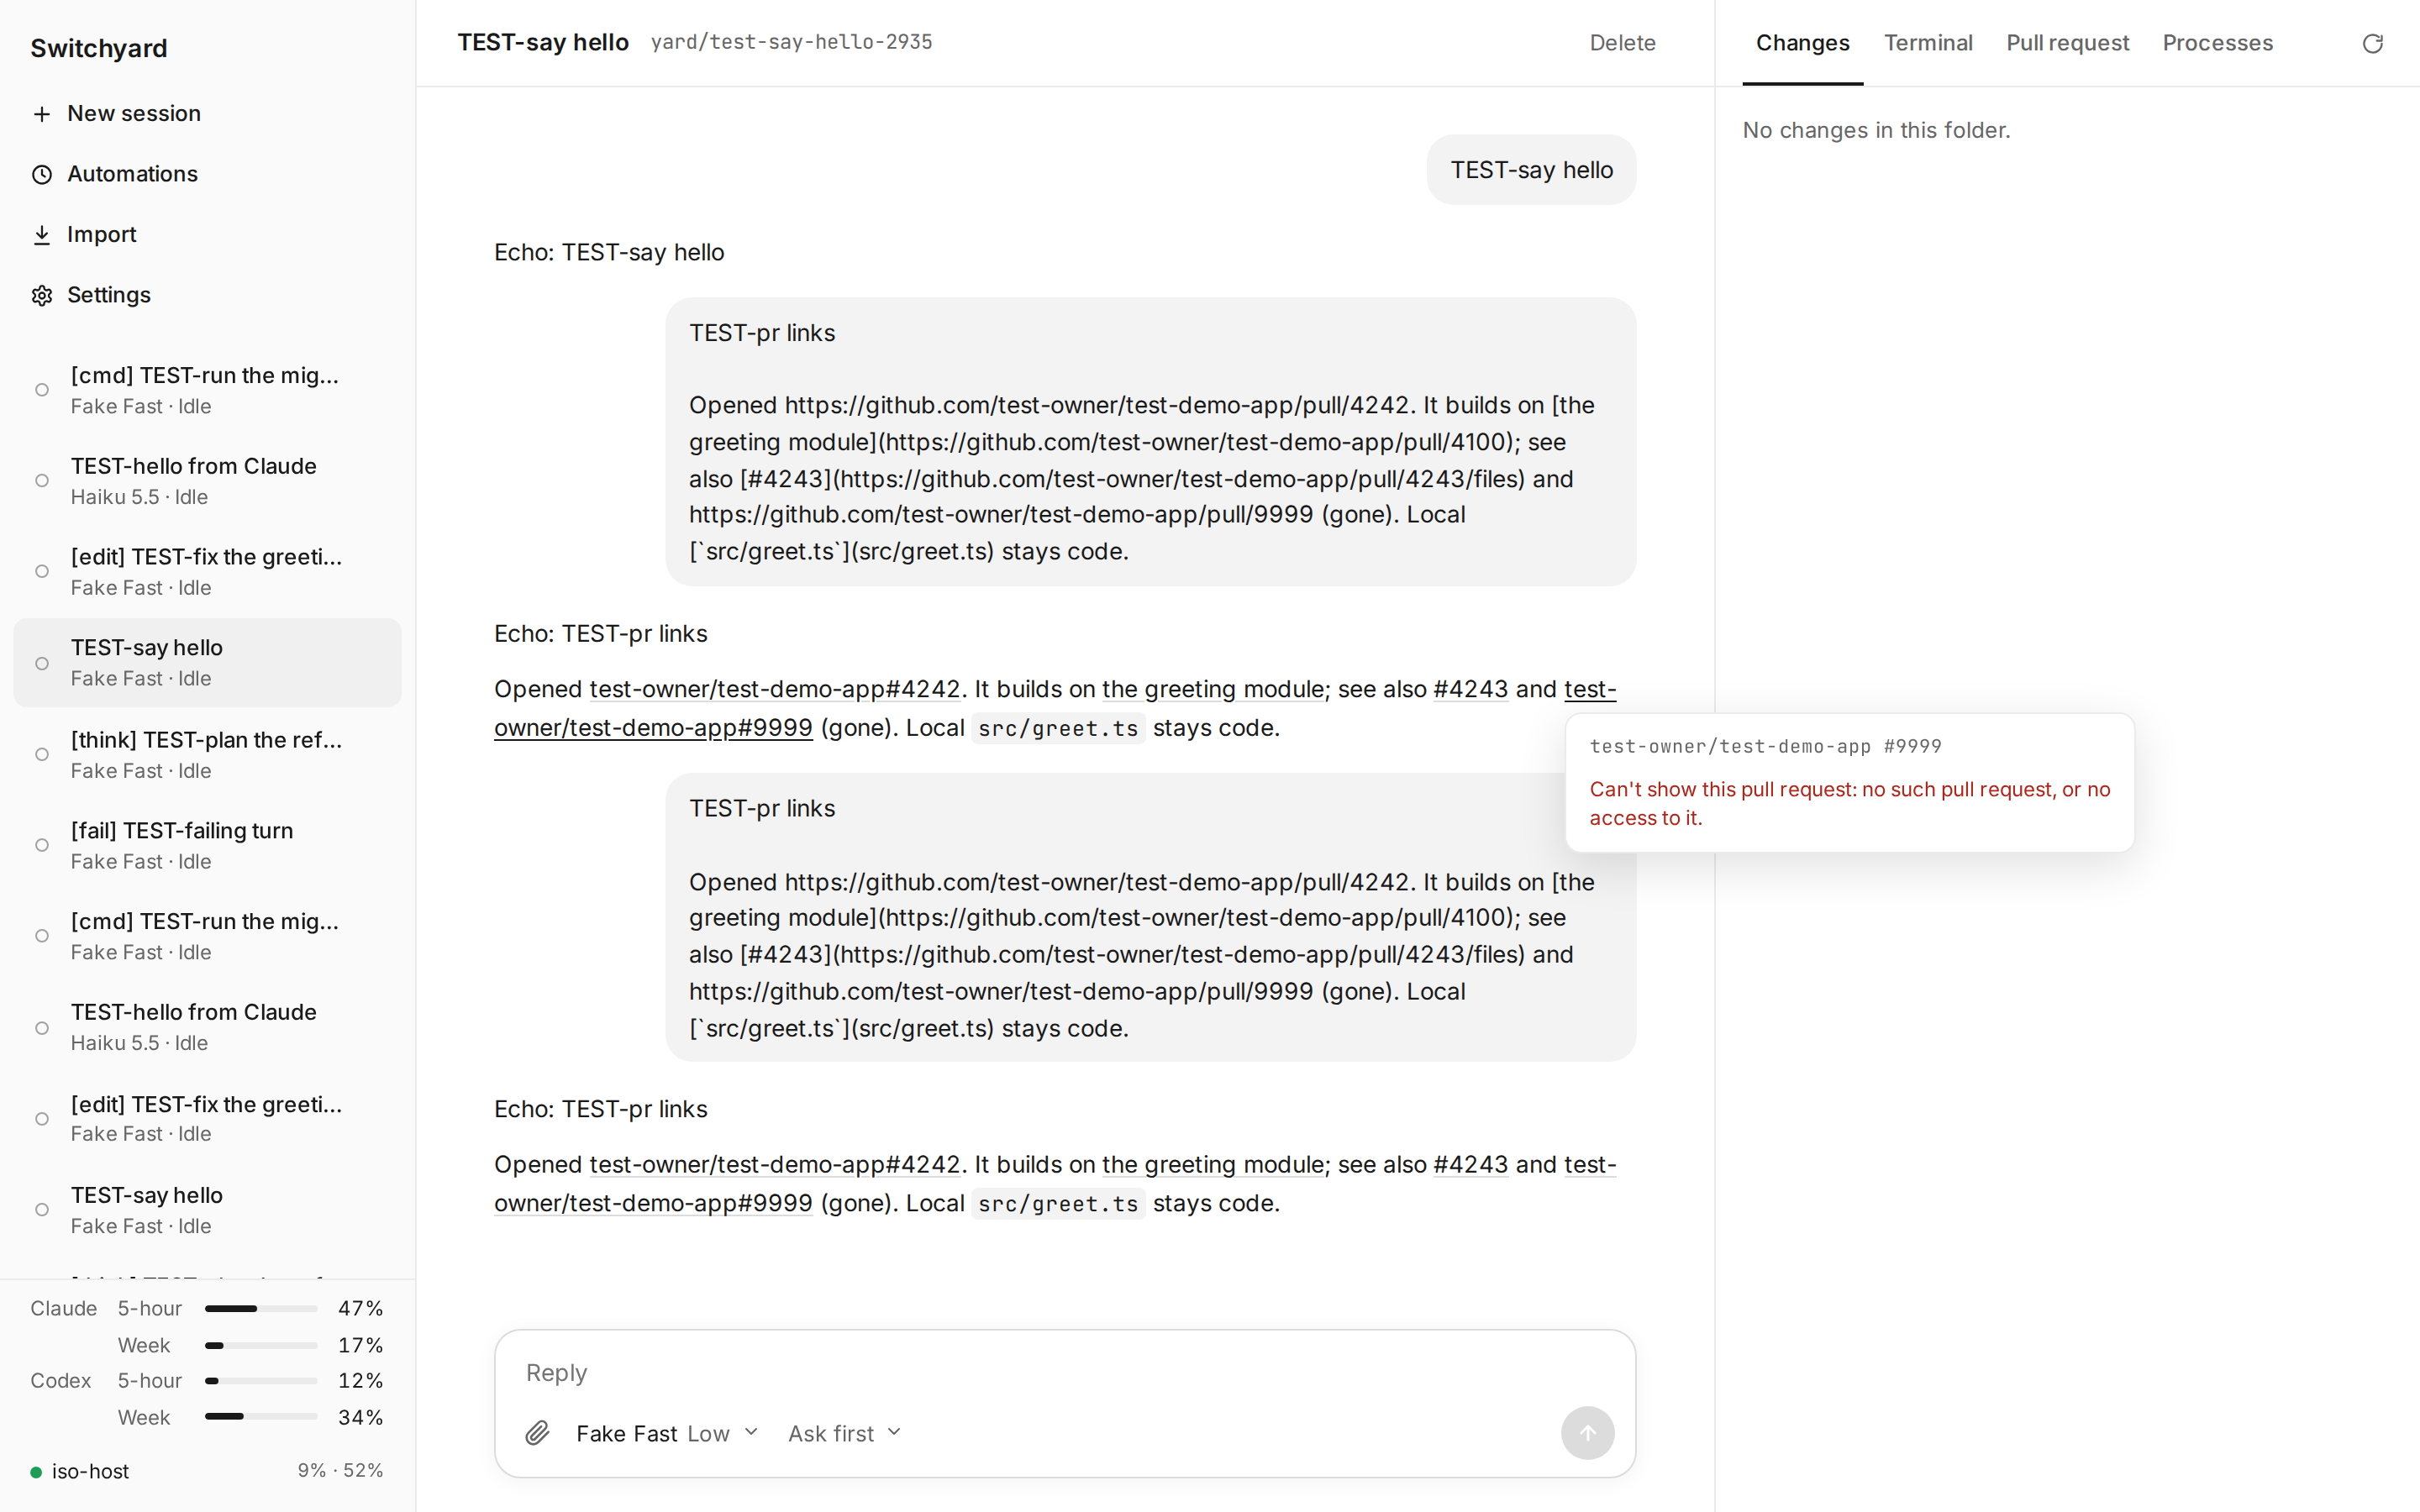 Switchyard
New session
Automations
Import
Settings
[cmd] TEST-run the mig...
Fake Fast · Idle
TEST-hello from Claude
Haiku 5.5 · Idle
[edit] TEST-fix the greeti...
Fake Fast · Idle
TEST-say hello
Fake Fast · Idle
[think] TEST-plan the ref...
Fake Fast · Idle
[fail] TEST-failing turn
Fake Fast · Idle
[cmd] TEST-run the mig...
Fake Fast · Idle
TEST-hello from Claude
Haiku 5.5 · Idle
[edit] TEST-fix the greeti...
Fake Fast · Idle
TEST-say hello
Fake Fast · Idle
Claude 5-hour 47%
Week 17%
Codex 5-hour 12%
Week 34%
iso-host 9% · 52%
TEST-say hello yard/test-say-hello-2935 Delete
TEST-say hello
Echo: TEST-say hello
TEST-pr links
Opened https://github.com/test-owner/test-demo-app/pull/4242. It builds on [the
greeting module](https://github.com/test-owner/test-demo-app/pull/4100); see
also [#4243](https://github.com/test-owner/test-demo-app/pull/4243/files) and
https://github.com/test-owner/test-demo-app/pull/9999 (gone). Local
[`src/greet.ts`](src/greet.ts) stays code.
Echo: TEST-pr links
Opened test-owner/test-demo-app#4242. It builds on the greeting module; see also #4243 and test-
owner/test-demo-app#9999 (gone). Local src/greet.ts stays code.
TEST-pr links
Opened https://github.com/test-owner/test-demo-app/pull/4242. It builds on [the
greeting module](https://github.com/test-owner/test-demo-app/pull/4100); see
also [#4243](https://github.com/test-owner/test-demo-app/pull/4243/files) and
https://github.com/test-owner/test-demo-app/pull/9999 (gone). Local
[`src/greet.ts`](src/greet.ts) stays code.
Echo: TEST-pr links
Opened test-owner/test-demo-app#4242. It builds on the greeting module; see also #4243 and test-
owner/test-demo-app#9999 (gone). Local src/greet.ts stays code.
Reply
Fake Fast Low Ask first
Changes Terminal Pull request Processes
No changes in this folder.
test-owner/test-demo-app #9999
Can't show this pull request: no such pull request, or no
access to it.